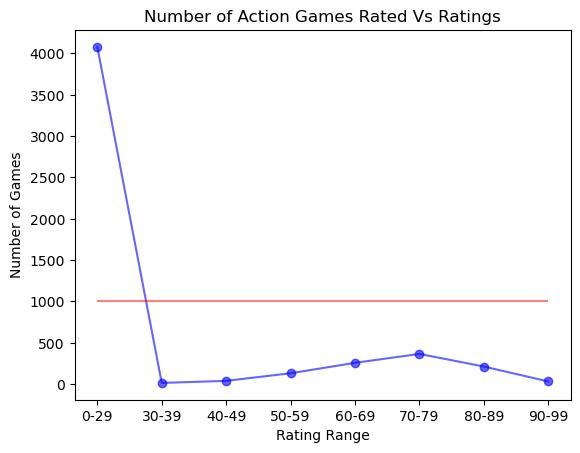 Number of Action Games Rated Vs Ratings
4000
3500
3000
2500
2000
1500
1000
500
0
Number of Games
0-29 30-39 40-49 50-59 60-69 70-79 80-89 90-99
Rating Range